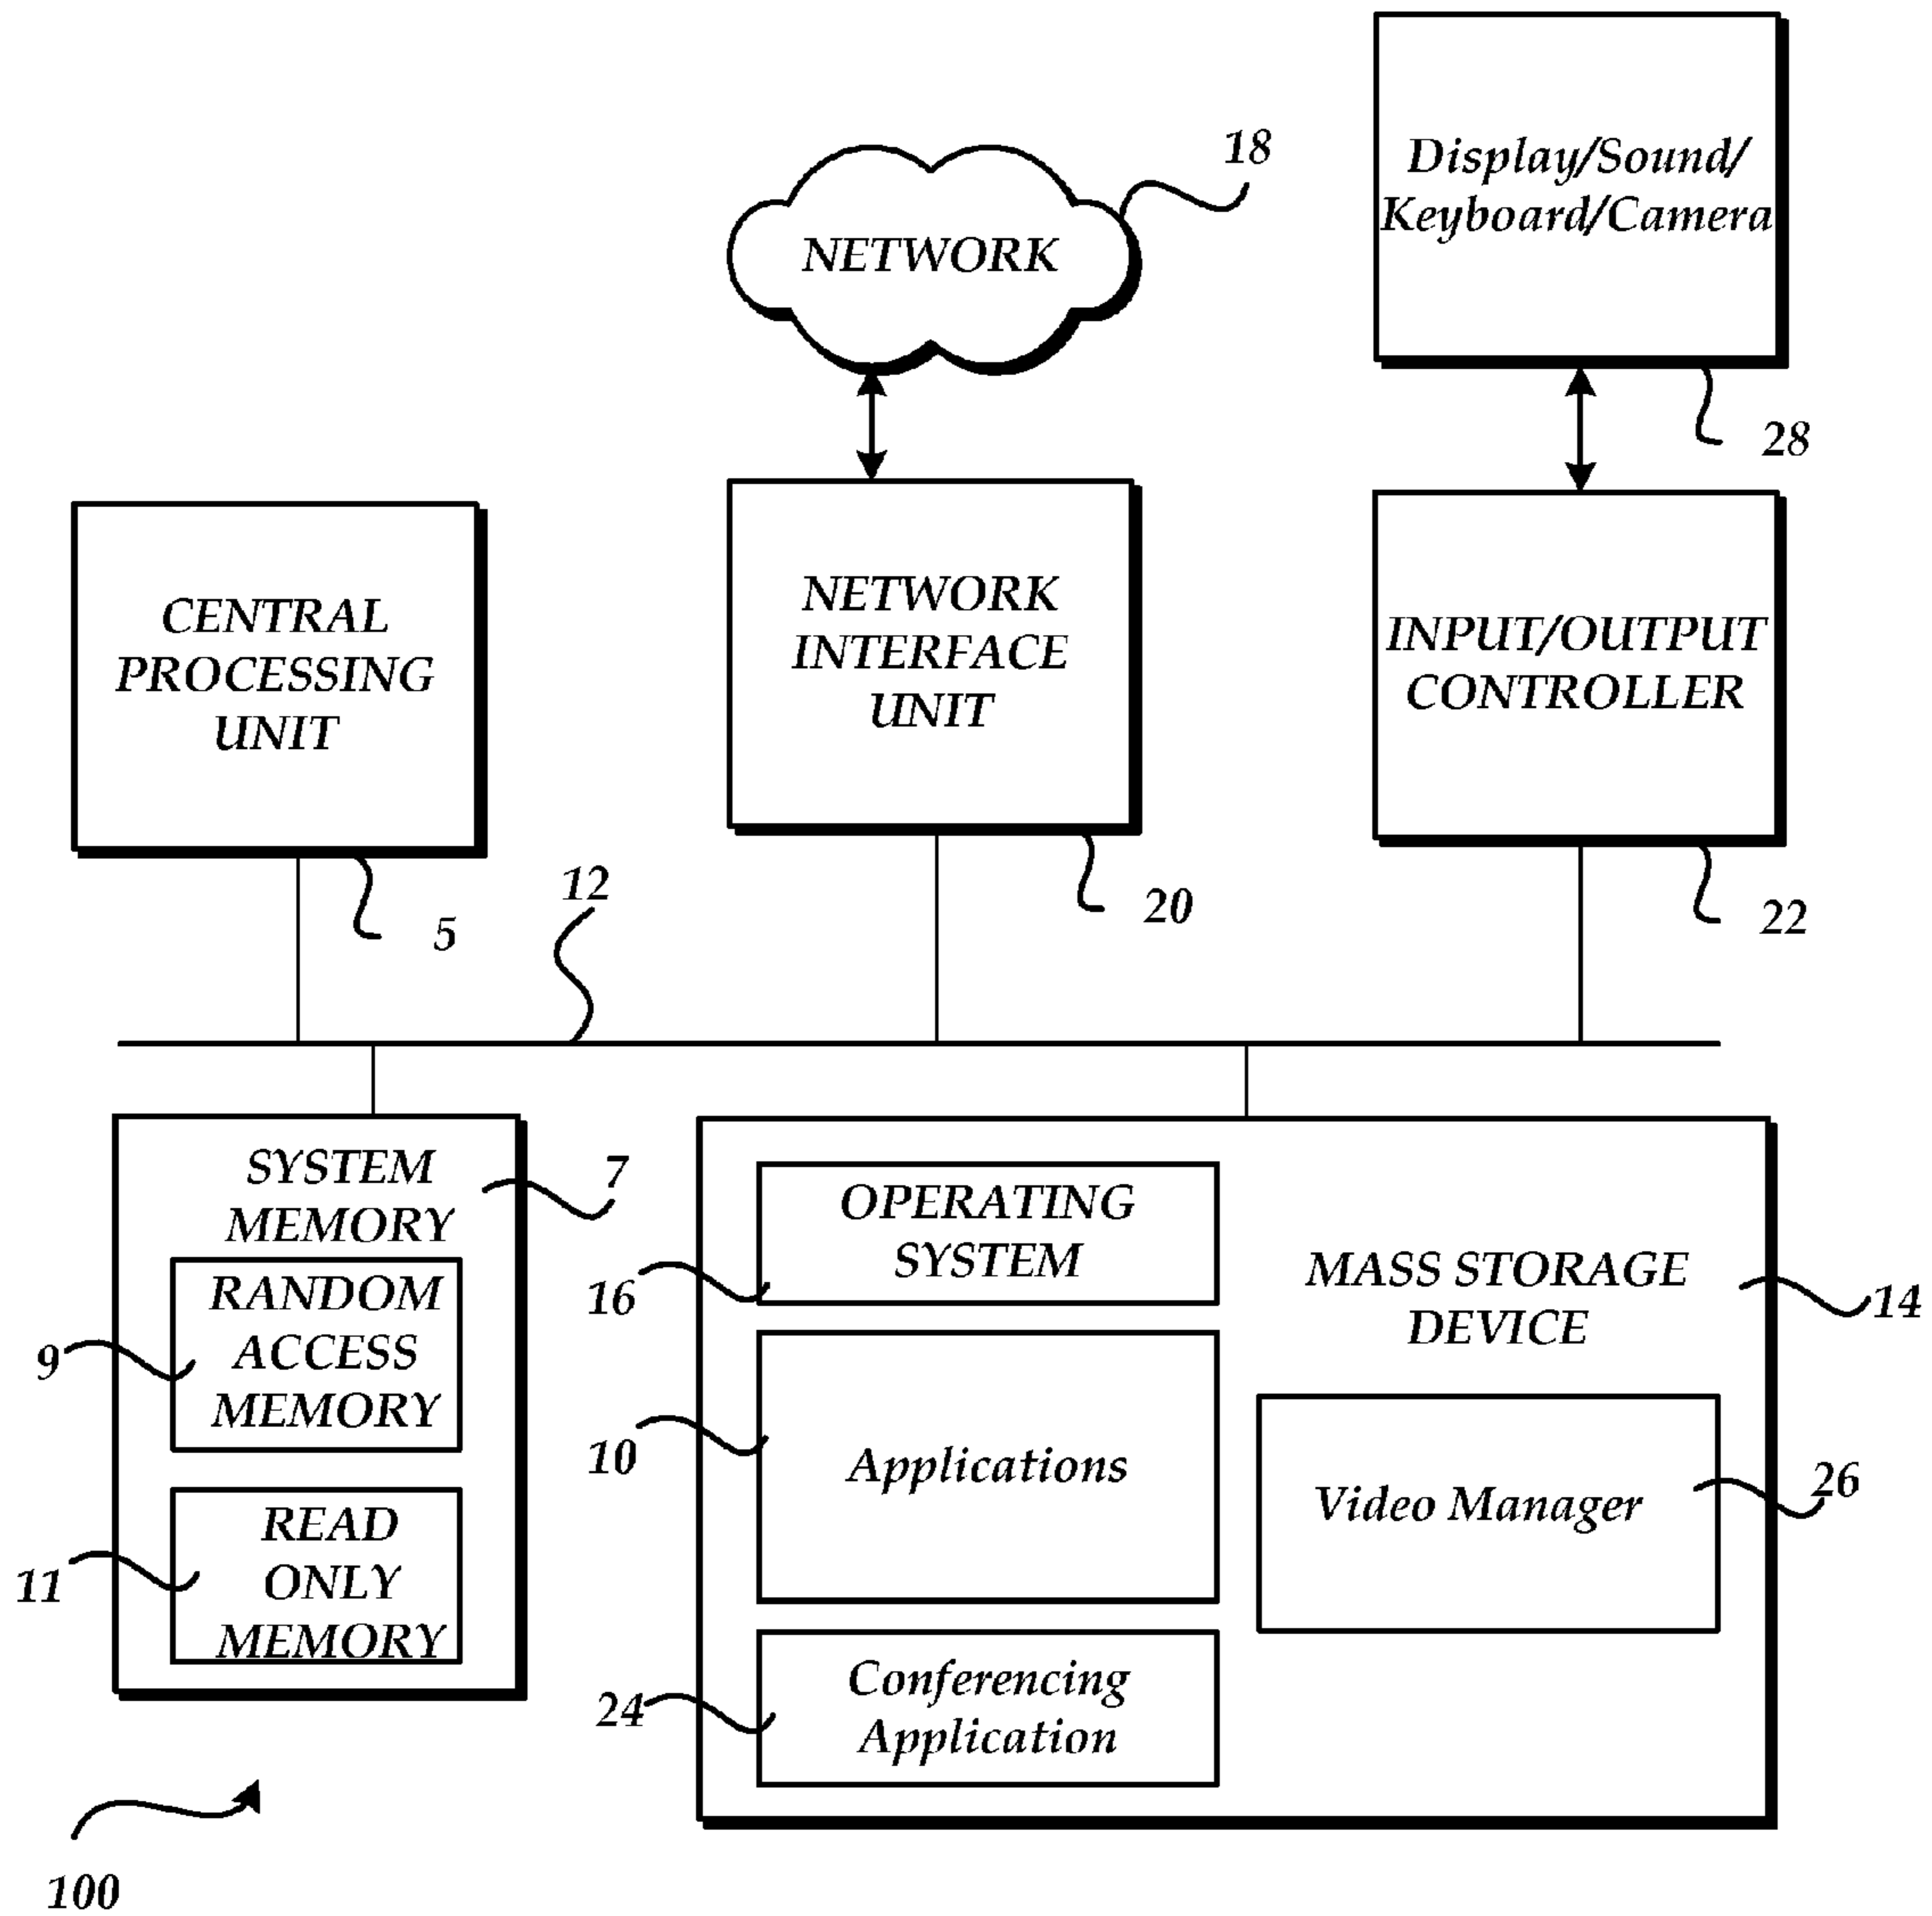 18
Display/Sound/
Keyboard/Camera
NETWORK
28
CENTRAL
PROCESSING
UNIT
NETWORK
INTERFACE
UNIT
INPUT/OUTPUT
CONTROLLER
5
12
20
22
SYSTEM
MEMORY
7
RANDOM
ACCESS
MEMORY
9
READ
ONLY
MEMORY
11
OPERATING
SYSTEM
16
MASS STORAGE
DEVICE
14
Applications
10
Video Manager
26
Conferencing
Application
24
100